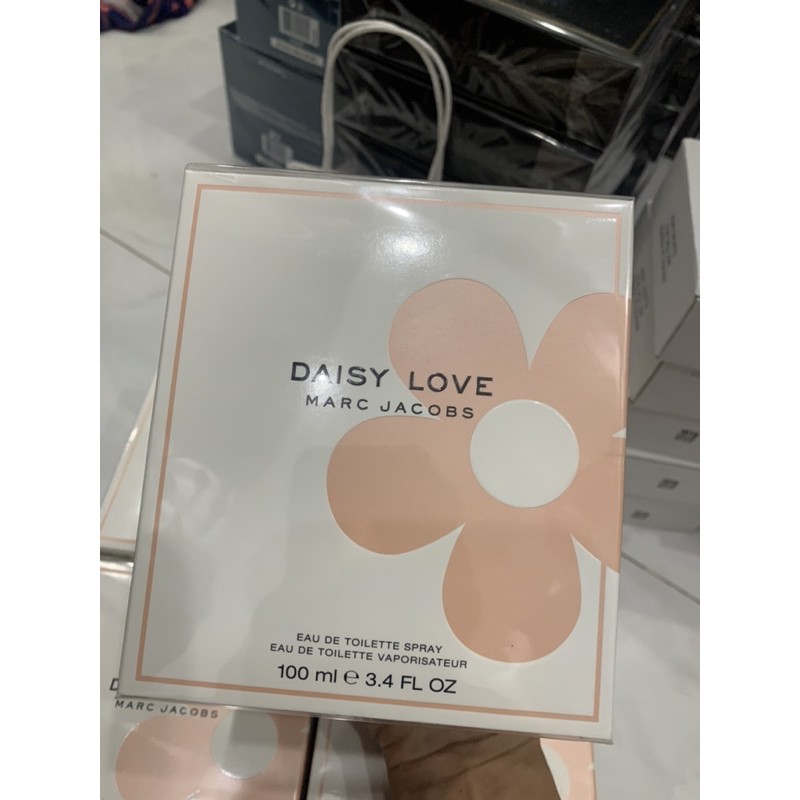 DAISY LOVE
MARC JACOBS
EAU DE TOILETTE SPRAY
EAU DE TOILETTE VAPORISATEUR
100 ml ℮ 3.4 FL OZ
MARC JACOBS